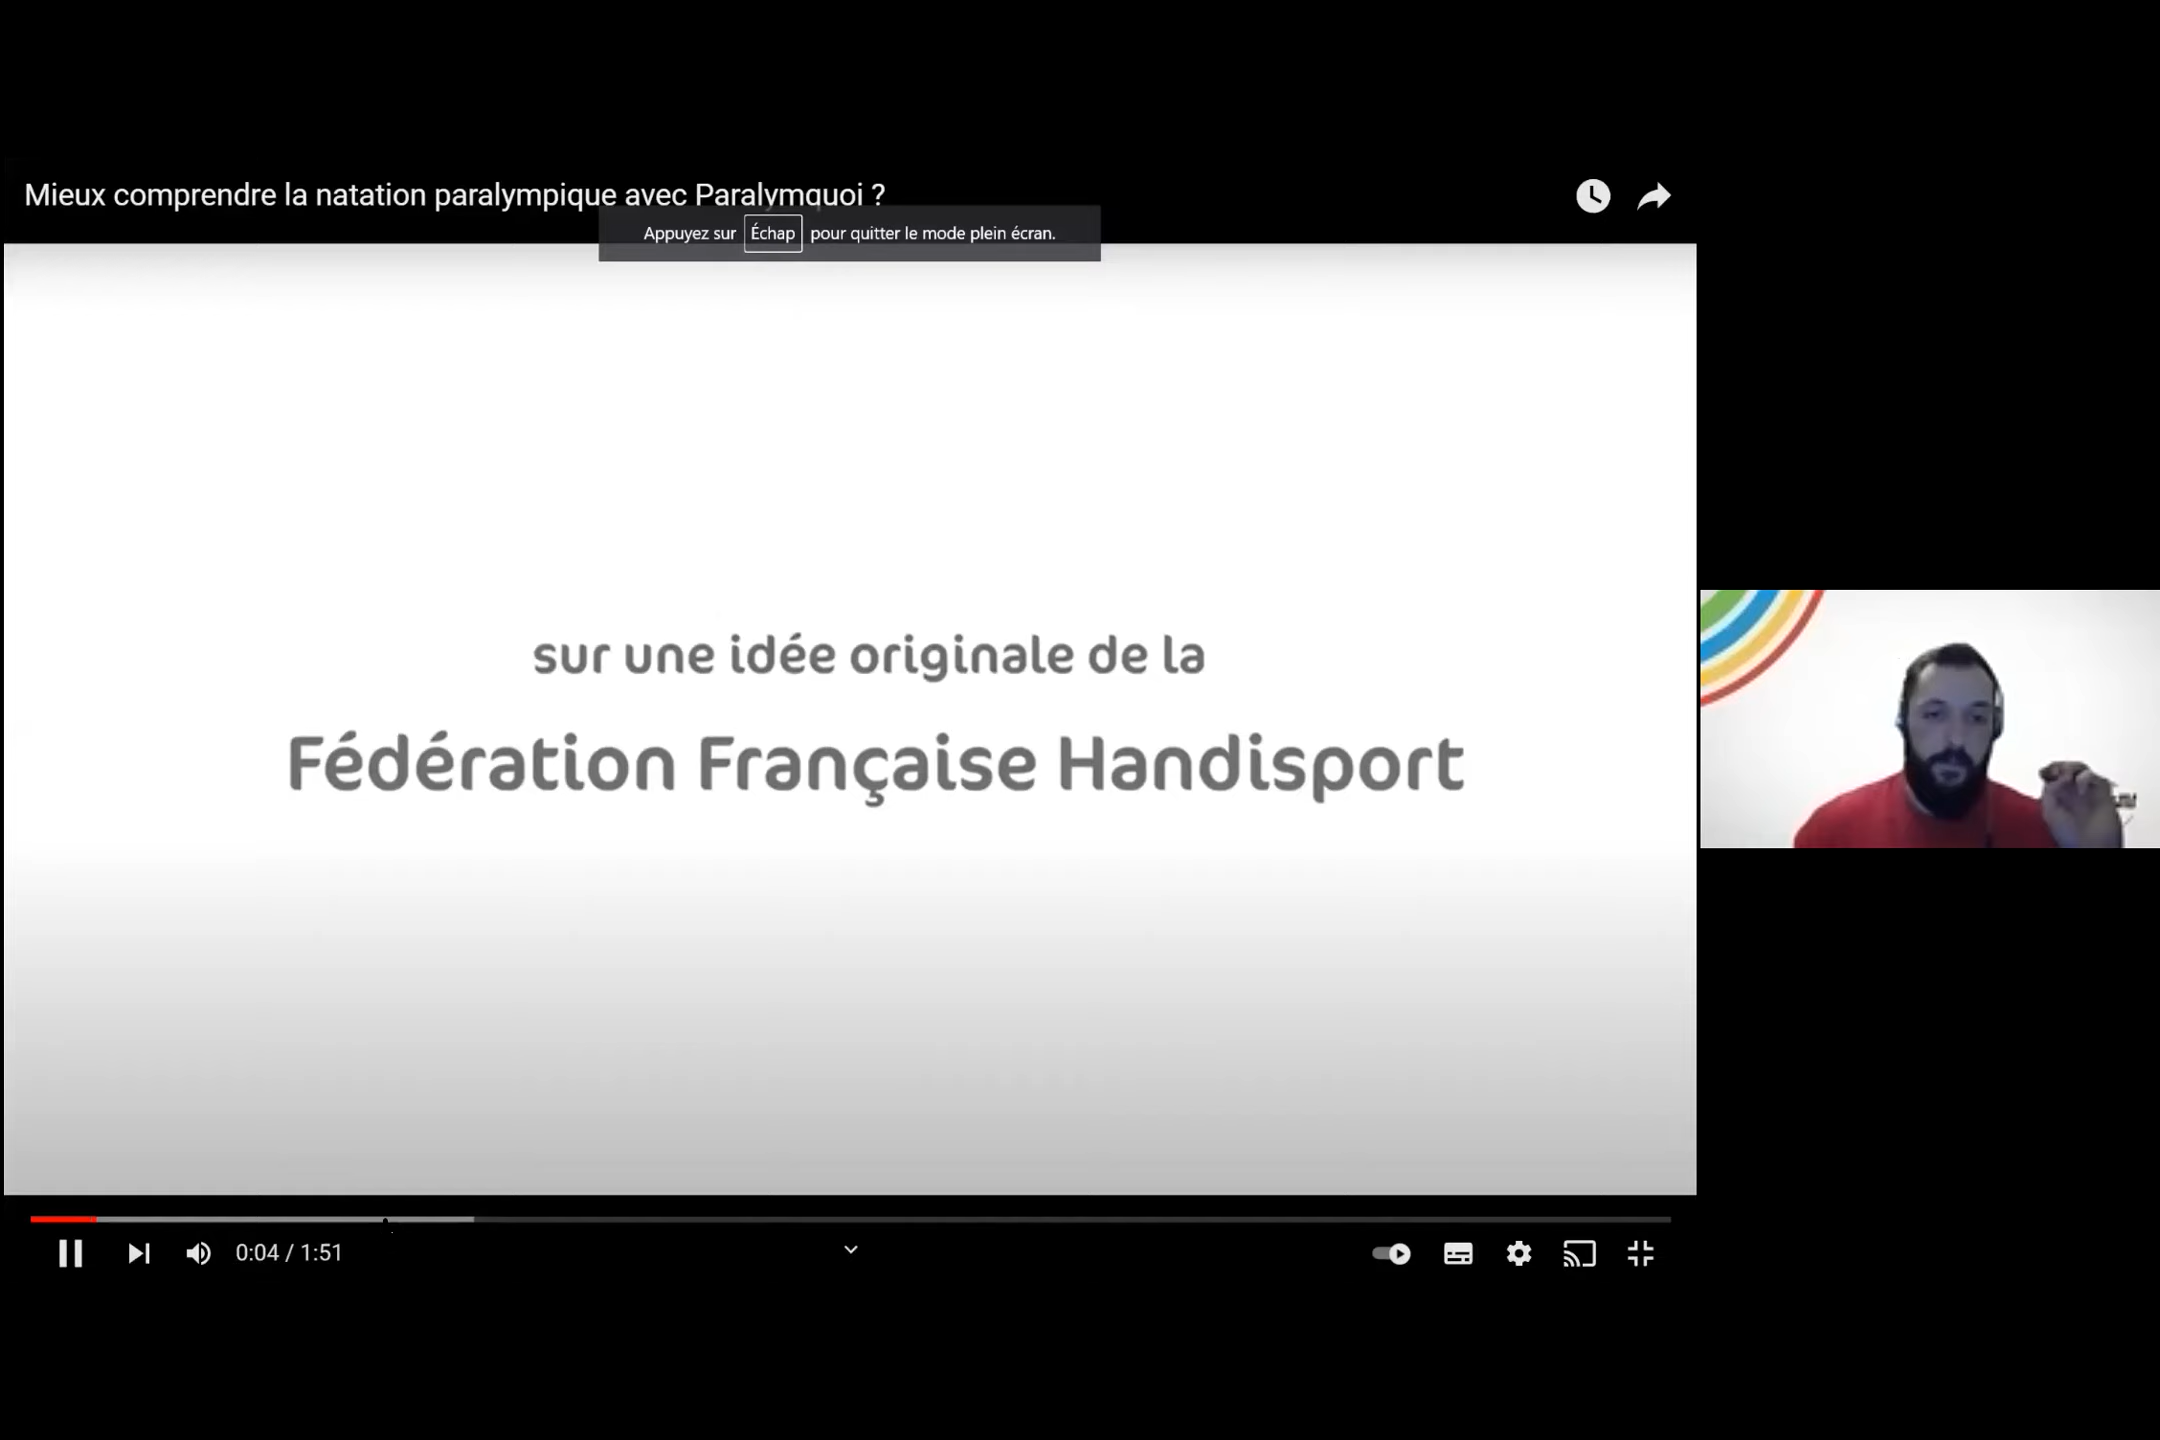 Mieux comprendre la natation paralympique avec Paralymquoi ?
Appuyez sur Échap pour quitter le mode plein écran.
sur une idée originale de la
Fédération Française Handisport
0:04 / 1:51